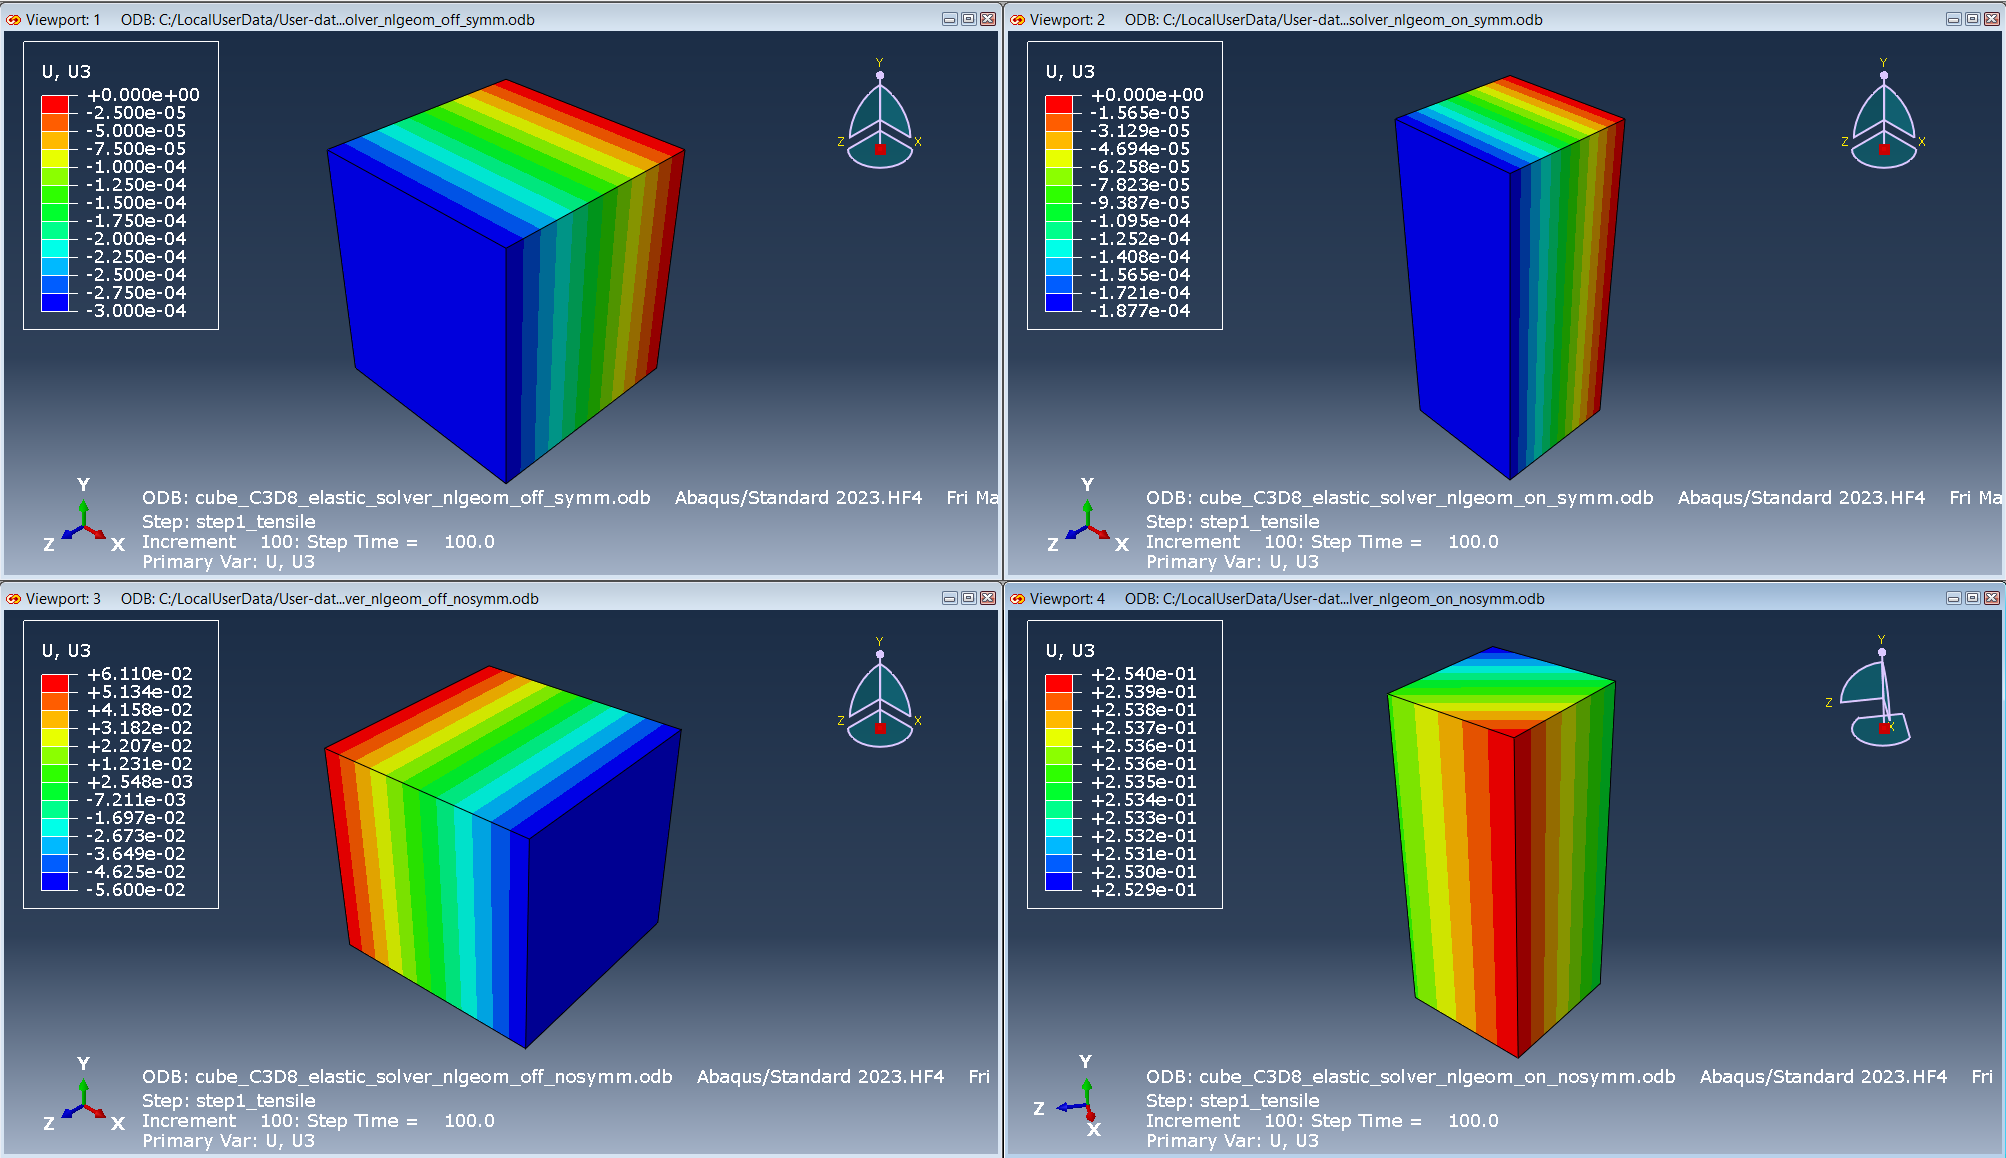 Viewport: 1 ODB: C:/LocalUserData/User-dat...olver_nlgeom_off_symm.odb
U, U3
+0.000e+00
-2.500e-05
-5.000e-05
-7.500e-05
-1.000e-04
-1.250e-04
-1.500e-04
-1.750e-04
-2.000e-04
-2.250e-04
-2.500e-04
-2.750e-04
-3.000e-04
Y
Z X
Y
Z X
ODB: cube_C3D8_elastic_solver_nlgeom_off_symm.odb Abaqus/Standard 2023.HF4 Fri Ma
Step: step1_tensile
Increment 100: Step Time = 100.0
Primary Var: U, U3
Viewport: 2 ODB: C:/LocalUserData/User-dat...solver_nlgeom_on_symm.odb
U, U3
+0.000e+00
-1.565e-05
-3.129e-05
-4.694e-05
-6.258e-05
-7.823e-05
-9.387e-05
-1.095e-04
-1.252e-04
-1.408e-04
-1.565e-04
-1.721e-04
-1.877e-04
Y
Z X
Y
Z X
ODB: cube_C3D8_elastic_solver_nlgeom_on_symm.odb Abaqus/Standard 2023.HF4 Fri Ma
Step: step1_tensile
Increment 100: Step Time = 100.0
Primary Var: U, U3
Viewport: 3 ODB: C:/LocalUserData/User-dat...ver_nlgeom_off_nosymm.odb
U, U3
+6.110e-02
+5.134e-02
+4.158e-02
+3.182e-02
+2.207e-02
+1.231e-02
+2.548e-03
-7.211e-03
-1.697e-02
-2.673e-02
-3.649e-02
-4.625e-02
-5.600e-02
Y
Z X
Y
Z X
ODB: cube_C3D8_elastic_solver_nlgeom_off_nosymm.odb Abaqus/Standard 2023.HF4 Fri
Step: step1_tensile
Increment 100: Step Time = 100.0
Primary Var: U, U3
Viewport: 4 ODB: C:/LocalUserData/User-dat...lver_nlgeom_on_nosymm.odb
U, U3
+2.540e-01
+2.539e-01
+2.538e-01
+2.537e-01
+2.536e-01
+2.536e-01
+2.535e-01
+2.534e-01
+2.533e-01
+2.532e-01
+2.531e-01
+2.530e-01
+2.529e-01
Y
Z X
Y
Z
X
ODB: cube_C3D8_elastic_solver_nlgeom_on_nosymm.odb Abaqus/Standard 2023.HF4 Fri
Step: step1_tensile
Increment 100: Step Time = 100.0
Primary Var: U, U3